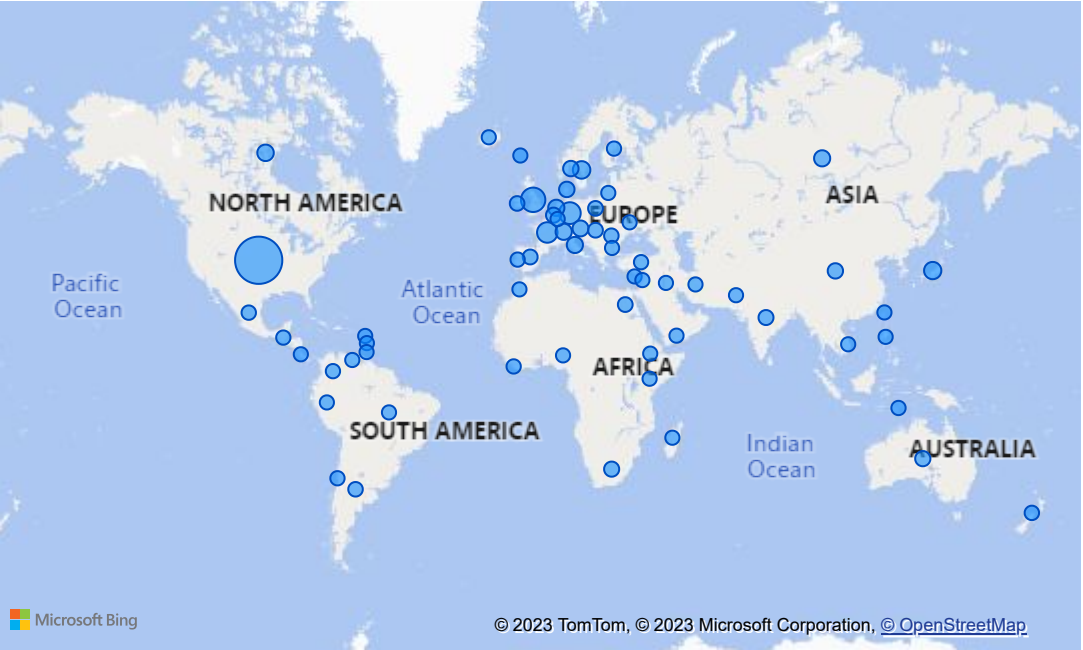 NORTH AMERICA
ASIA
EUROPE
Pacific
Ocean
Atlantic
Ocean
AFRICA
SOUTH AMERICA
Indian
Ocean
AUSTRALIA
Microsoft Bing
© 2023 TomTom, © 2023 Microsoft Corporation, © OpenStreetMap